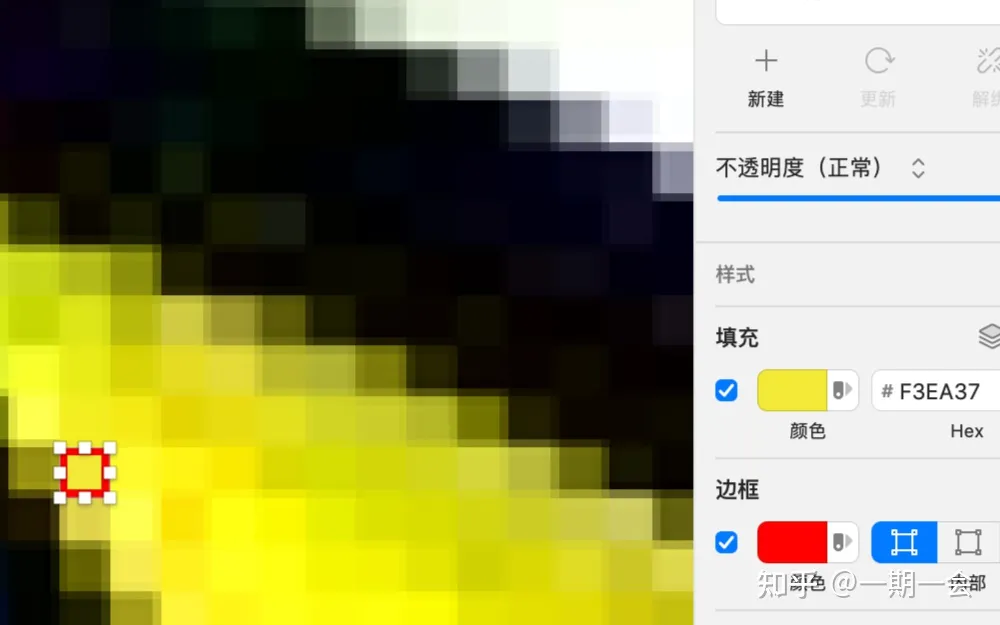 新建
更新
解绑
不透明度（正常）
样式
填充
# F3EA37
颜色
Hex
边框
颜色
内部
知乎 @一期一会